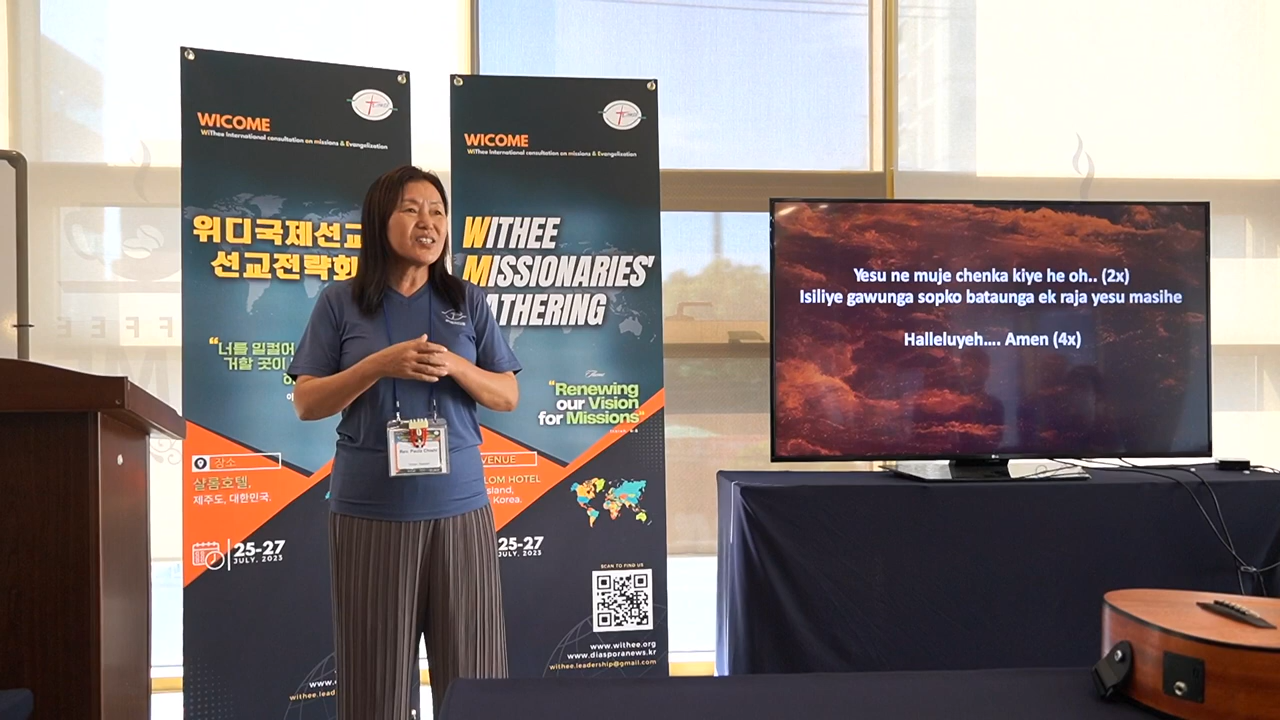 WICOME
WiThee International consultation on missions & Evangelization
위디국제선교
선교전략회
"너를 일컬어
거할 곳이
장소
샬롬호텔,
제주도, 대한민국.
25-27
JULY, 2023
WICOME
WiThee International consultation on missions & Evangelization
WITHEE
MISSIONARIES'
ATHERING
Theme
"Renewing
our Vision
for Missions"
VENUE
LOM HOTEL
sland,
Korea.
25-27
JULY, 2023
SCAN TO FIND US
www.withee.org
www.diasporanews.kr
withee.leadership@gmail.com
Yesu ne muje chenka kiye he oh.. (2x)
Isiliye gawunga sopko bataunga ek raja yesu masihe
Halleluyeh.... Amen (4x)